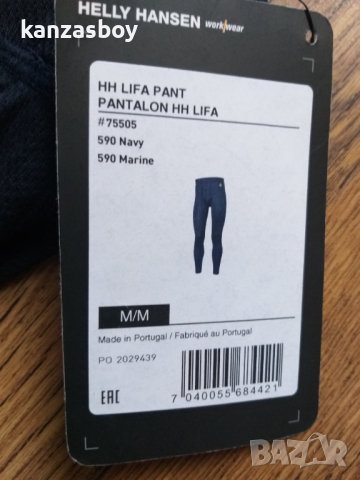 kanzasboy
HELLY HANSEN workwear
HH LIFA PANT
PANTALON HH LIFA
#75505
590 Navy
590 Marine
M/M
Made in Portugal / Fabriqué au Portugal
PO 2029439
EAC
7 040055 684421
BAZAR